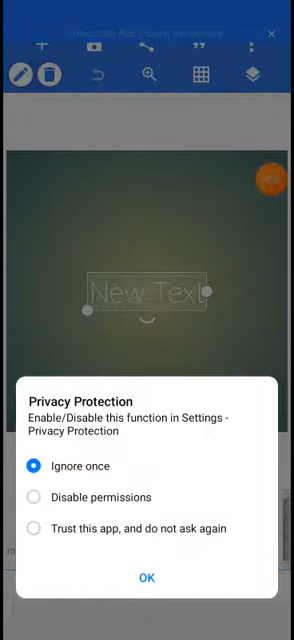 New Text
Privacy Protection
Enable/Disable this function in Settings -
Privacy Protection
Ignore once
Disable permissions
Trust this app, and do not ask again
OK